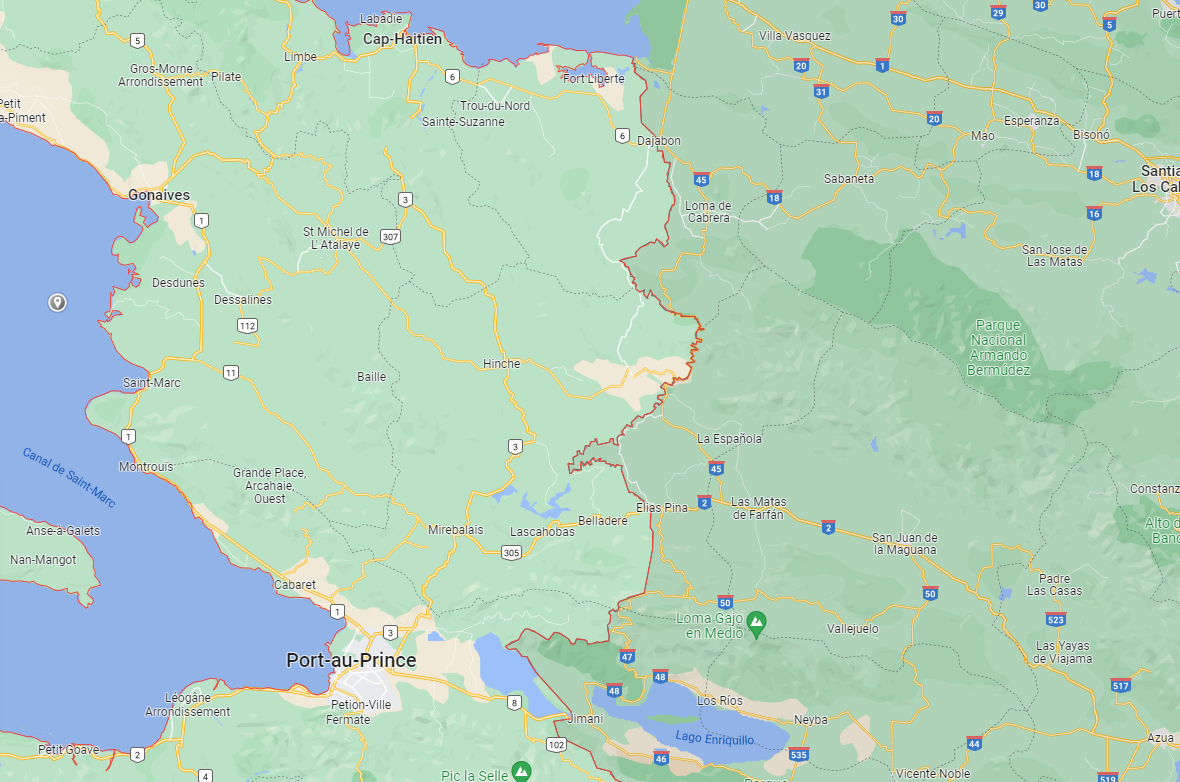 Labadie
30
29
30
Puert
5
Cap-Haitien
Villa Vasquez
5
Limbe
20
1
Gros-Morne
Arrondissement
Pilate
6
Fort Liberte
31
Petit
a-Piment
Trou-du-Nord
Sainte-Suzanne
20
Esperanza
6
Dajabon
Mao
Bisonó
45
18
Santia
Los Cal
Sabaneta
Gonaives
3
18
1
Loma de
Cabrera
16
St Michel de
L'Atalaye
307
San Jose de
Las Matas
Desdunes
Dessalines
112
Parque
Nacional
Armando
Bermúdez
Hinche
11
Baille
Saint-Marc
1
3
La Española
Canal de Saint-Marc
Montrouis
Grande Place,
Arcahaie,
Ouest
45
Constanz
Elias Pina
2
Las Matas
de Farfán
Anse-à-Galets
Mirebalais
Lascahobas
Belladere
2
Alto d
Banc
San Juan de
la Maguana
305
Nan-Mangot
Cabaret
Padre
Las Casas
50
50
1
Loma Gajo
en Medio
523
3
Vallejuelo
Port-au-Prince
47
Las Yayas
de Viajama
48
48
517
Léogâne
Arrondissement
Petion-Ville
Fermate
8
Los Ríos
Jimani
Neyba
Lago Enriquillo
Azua
Petit Goave
2
102
46
535
44
4
Pic la Selle
Vicente Noble
519